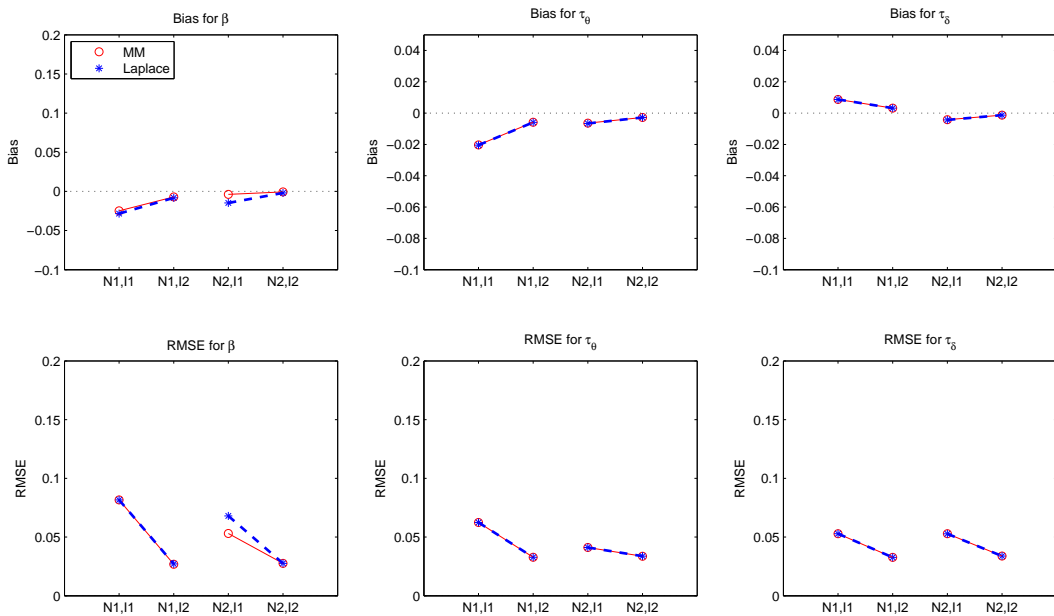 Bias for β
0.2
0.15
0.1
0.05
0
−0.05
−0.1
Bias
MM
Laplace
N1,I1 N1,I2 N2,I1 N2,I2
Bias for τθ
0.04
0.02
0
−0.02
−0.04
−0.06
−0.08
−0.1
Bias
N1,I1 N1,I2 N2,I1 N2,I2
Bias for τδ
0.04
0.02
0
−0.02
−0.04
−0.06
−0.08
−0.1
Bias
N1,I1 N1,I2 N2,I1 N2,I2
RMSE for β
0.2
0.15
0.1
0.05
0
RMSE
N1,I1 N1,I2 N2,I1 N2,I2
RMSE for τθ
0.2
0.15
0.1
0.05
0
RMSE
N1,I1 N1,I2 N2,I1 N2,I2
RMSE for τδ
0.2
0.15
0.1
0.05
0
RMSE
N1,I1 N1,I2 N2,I1 N2,I2